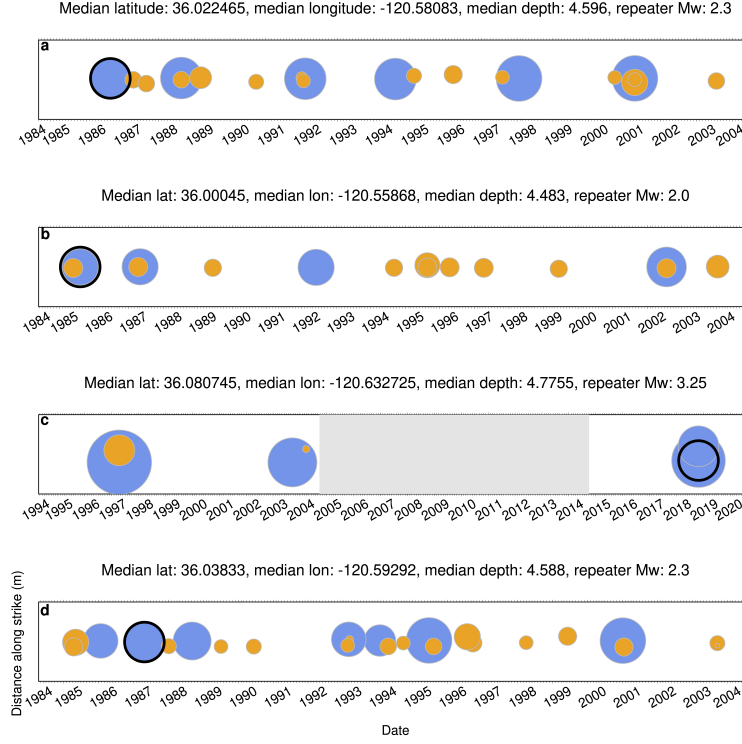 Median latitude: 36.022465, median longitude: -120.58083, median depth: 4.596, repeater Mw: 2.3
a
1984 1985 1986 1987 1988 1989 1990 1991 1992 1993 1994 1995 1996 1997 1998 1999 2000 2001 2002 2003 2004
Median lat: 36.00045, median lon: -120.55868, median depth: 4.483, repeater Mw: 2.0
b
1984 1985 1986 1987 1988 1989 1990 1991 1992 1993 1994 1995 1996 1997 1998 1999 2000 2001 2002 2003 2004
Median lat: 36.080745, median lon: -120.632725, median depth: 4.7755, repeater Mw: 3.25
c
1994 1995 1996 1997 1998 1999 2000 2001 2002 2003 2004 2005 2006 2007 2008 2009 2010 2011 2012 2013 2014 2015 2016 2017 2018 2019 2020
Median lat: 36.03833, median lon: -120.59292, median depth: 4.588, repeater Mw: 2.3
d
1984 1985 1986 1987 1988 1989 1990 1991 1992 1993 1994 1995 1996 1997 1998 1999 2000 2001 2002 2003 2004
Distance along strike (m)
Date